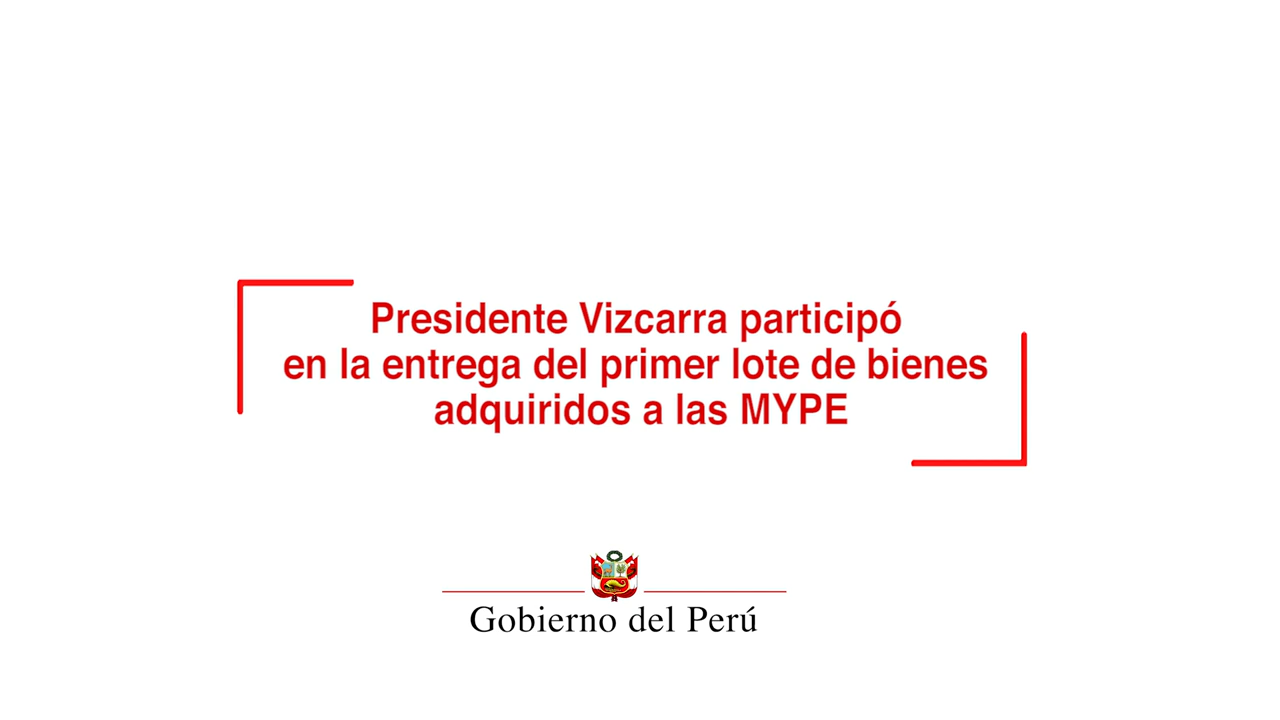 Presidente Vizcarra participó
en la entrega del primer lote de bienes
adquiridos a las MYPE
Gobierno del Perú